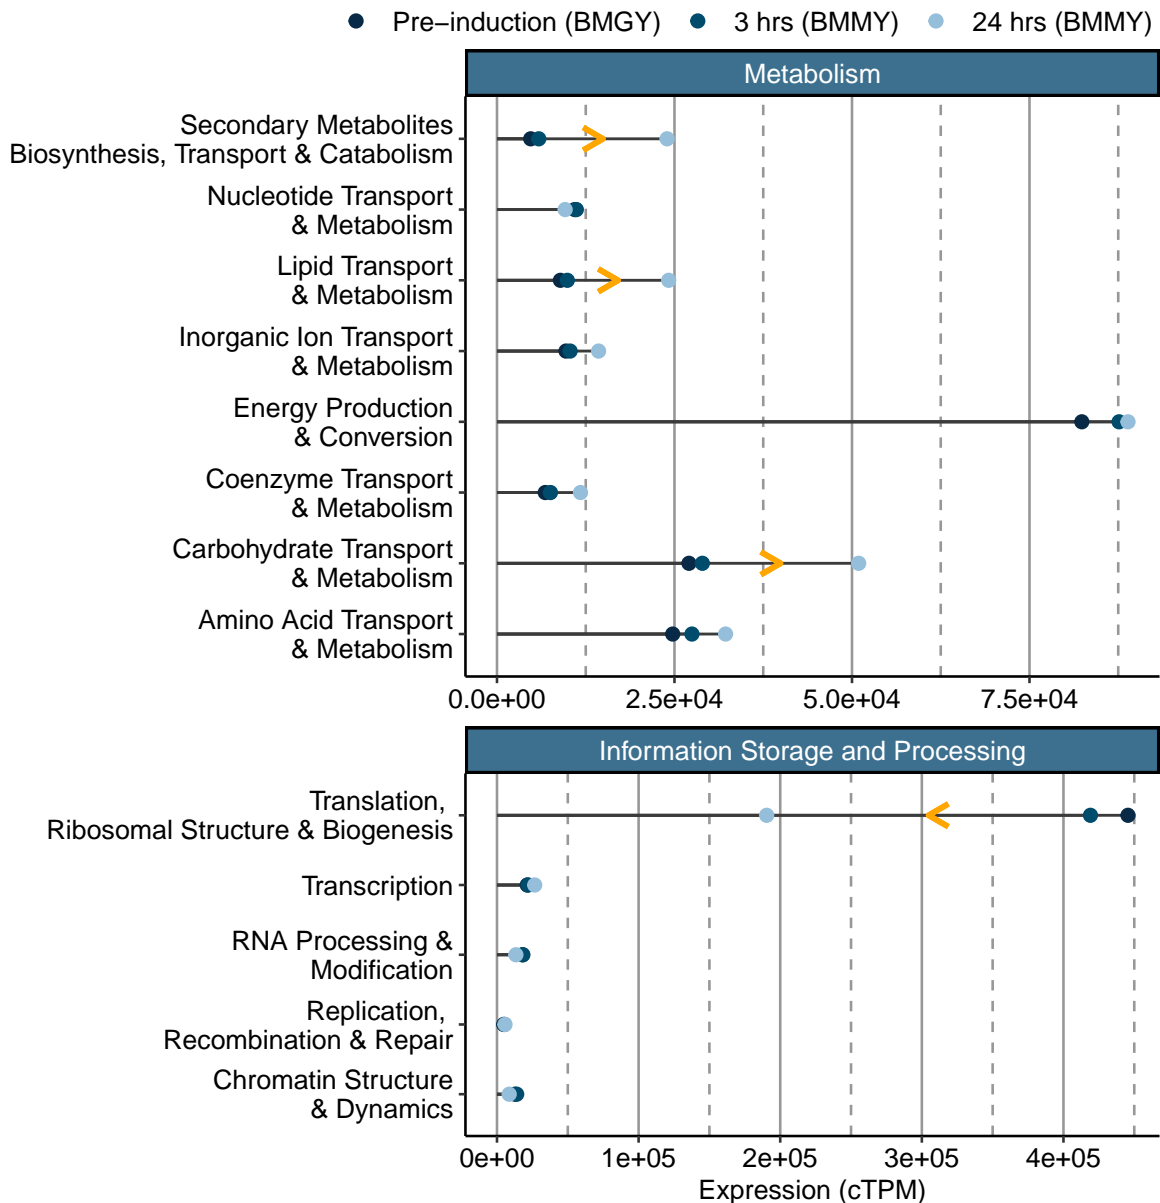 Pre−induction (BMGY) 3 hrs (BMMY) 24 hrs (BMMY)
Metabolism
Secondary Metabolites
Biosynthesis, Transport & Catabolism
Nucleotide Transport
& Metabolism
Lipid Transport
& Metabolism
Inorganic Ion Transport
& Metabolism
Energy Production
& Conversion
Coenzyme Transport
& Metabolism
Carbohydrate Transport
& Metabolism
Amino Acid Transport
& Metabolism
0.0e+00 2.5e+04 5.0e+04 7.5e+04
Information Storage and Processing
Translation,
Ribosomal Structure & Biogenesis
Transcription
RNA Processing &
Modification
Replication,
Recombination & Repair
Chromatin Structure
& Dynamics
0e+00 1e+05 2e+05 3e+05 4e+05
Expression (cTPM)